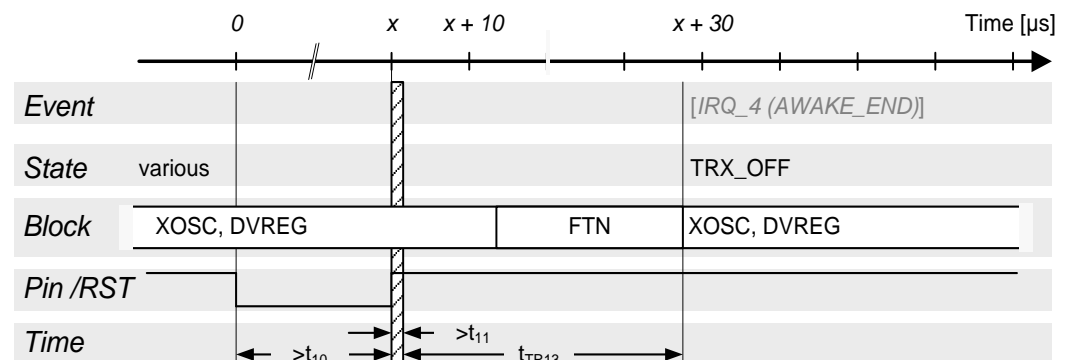 0 x x + 10 x + 30 Time [µs]
Event [IRQ_4 (AWAKE_END)]
State various TRX_OFF
Block XOSC, DVREG FTN XOSC, DVREG
Pin /RST
>t11
Time >t10 tTR13